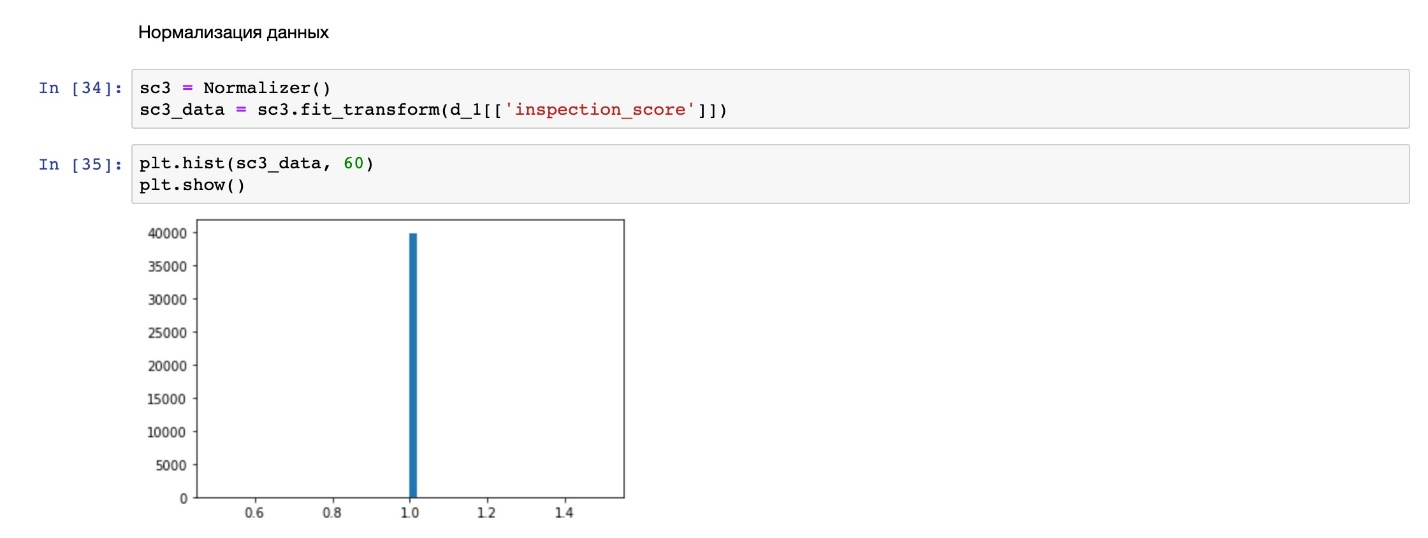 Нормализация данных
In [34]: sc3 = Normalizer()
sc3_data = sc3.fit_transform(d_1[['inspection_score']])
In [35]: plt.hist(sc3_data, 60)
plt.show()
40000
35000
30000
25000
20000
15000
10000
5000
0
0.6 0.8 1.0 1.2 1.4